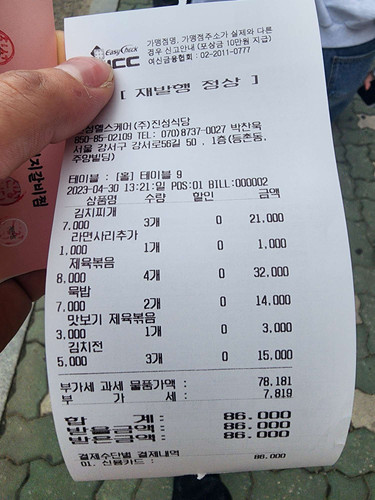 가맹점명, 가맹점주소가 실제와 다른
경우 신고안내 (포상금 10만원 지급)
여신금융협회 : 02-2011-0777
EasyCheck
[ 재발행 정상 ]
(주)진성식당
850-85-02109 TEL: 070)8737-0027 박찬욱
서울 강서구 강서로56길 50 , 1층(등촌동,
주왕빌딩)
테이블 : [홀] 테이블 9
2023-04-30 13:21:일 POS:01 BILL:000002
상품명 수량 할인 금액
김치찌개
7,000 3개 0 21,000
라면사리추가
1,000 1개 0 1,000
제육볶음
8,000 4개 0 32,000
묵밥
7,000 2개 0 14,000
맛보기 제육볶음
3,000 1개 0 3,000
김치전
5,000 3개 0 15,000
부가세 과세 물품가액 : 78,181
부 가 세 : 7,819
합 계 : 86,000
받을금액 : 86,000
받은금액 : 86,000
결제수단별 결제내역
01. 신용카드 : 86,000